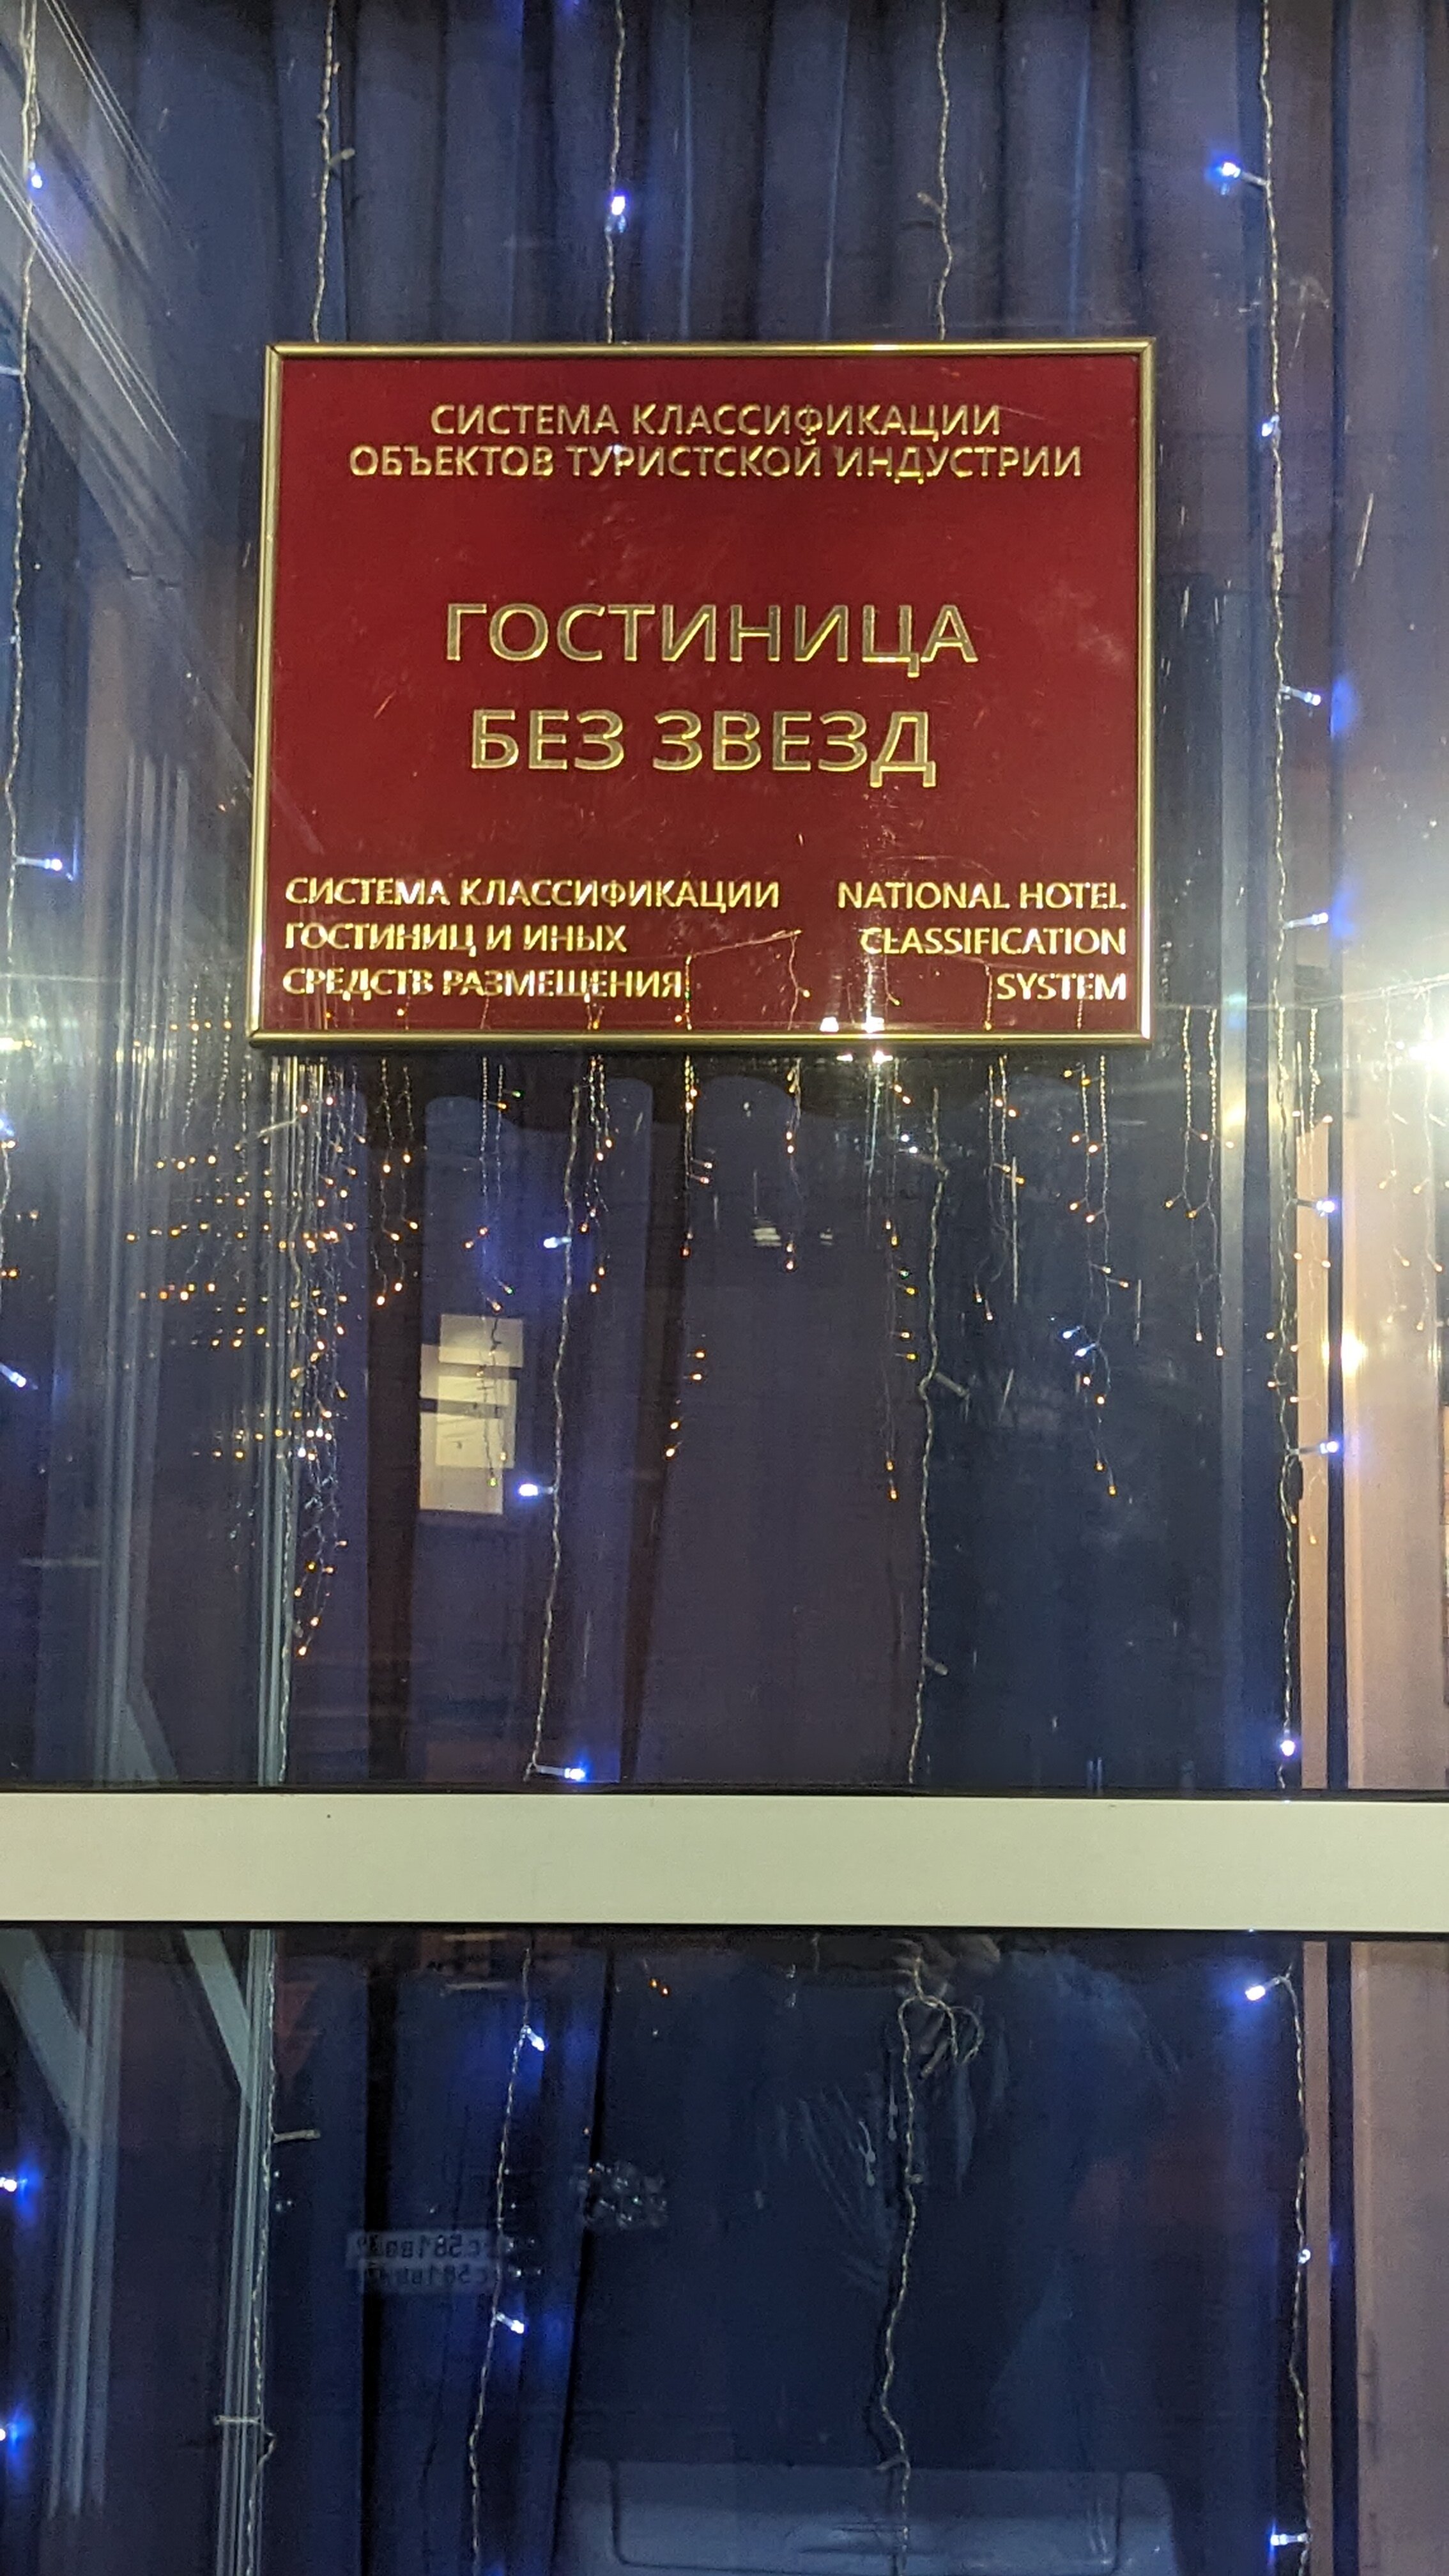 СИСТЕМА КЛАССИФИКАЦИИ
ОБЪЕКТОВ ТУРИСТСКОЙ ИНДУСТРИИ
ГОСТИНИЦА
БЕЗ ЗВЕЗД
СИСТЕМА КЛАССИФИКАЦИИ
ГОСТИНИЦ И ИНЫХ
СРЕДСТВ РАЗМЕЩЕНИЯ
NATIONAL HOTEL
CLASSIFICATION
SYSTEM